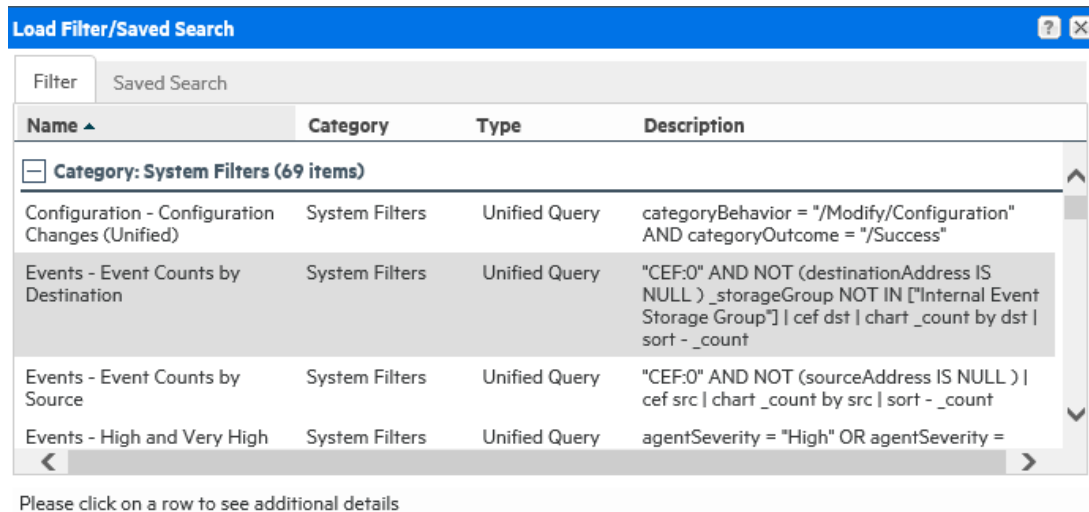 Load Filter/Saved Search
Filter Saved Search
Name Category Type Description
Category: System Filters (69 items)
Configuration - Configuration System Filters Unified Query categoryBehavior = "/Modify/Configuration"
Changes (Unified) AND categoryOutcome = "/Success"
Events - Event Counts by System Filters Unified Query "CEF:0" AND NOT (destinationAddress IS
Destination NULL ) _storageGroup NOT IN ["Internal Event
Storage Group"] | cef dst | chart _count by dst |
sort - _count
Events - Event Counts by System Filters Unified Query "CEF:0" AND NOT (sourceAddress IS NULL ) |
Source cef src | chart _count by src | sort - _count
Events - High and Very High System Filters Unified Query agentSeverity = "High" OR agentSeverity =
Please click on a row to see additional details